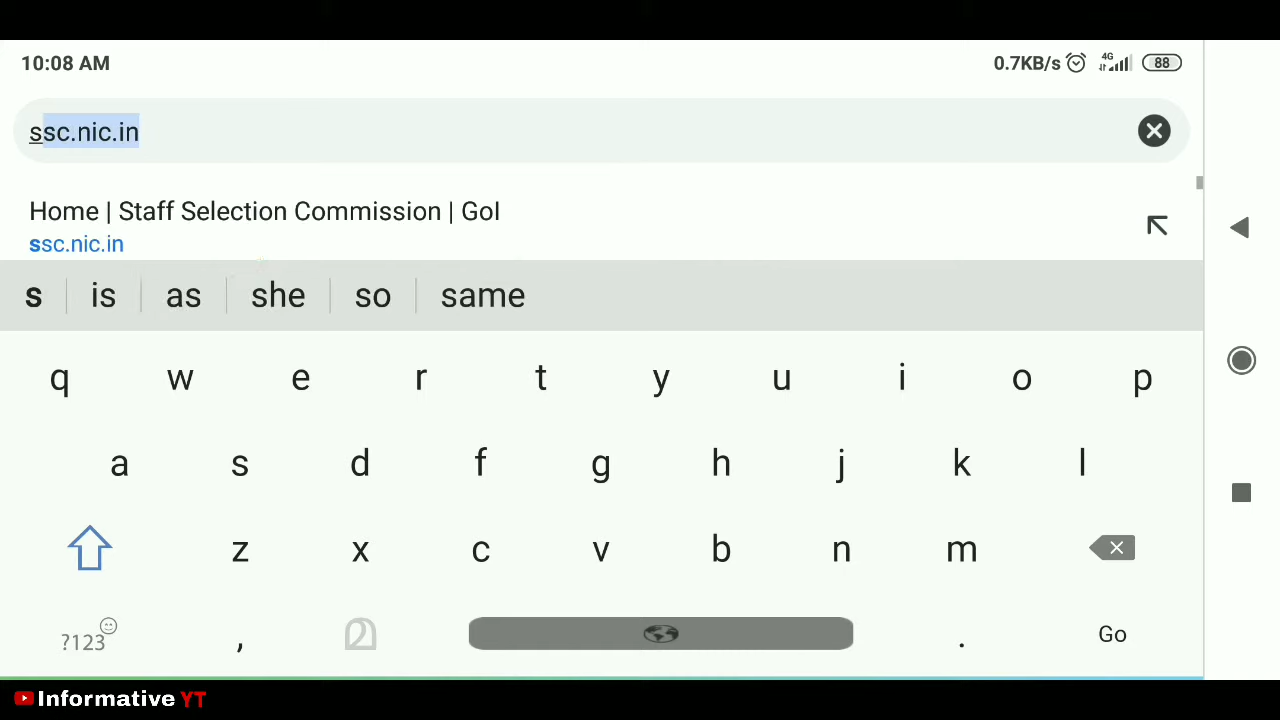 10:08 AM
0.7KB/s 4G 88
ssc.nic.in
Home | Staff Selection Commission | GoI
ssc.nic.in
s is as she so same
q w e r t y u i o p
a s d f g h j k l
z x c v b n m
?123 , മ . Go
Informative YT